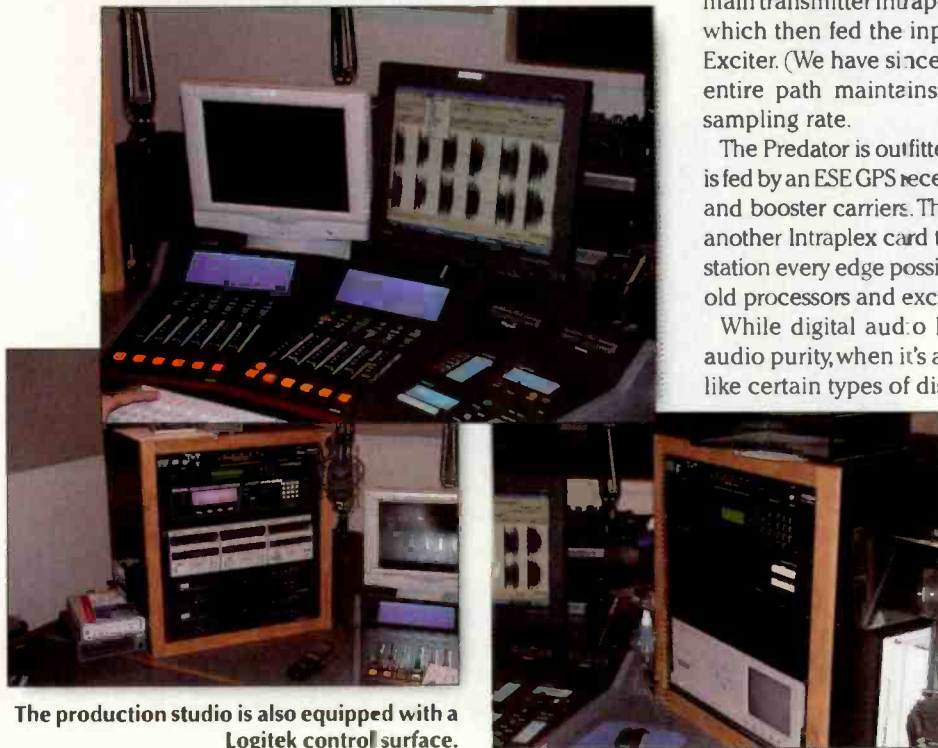 main transmitter Intrap
which then fed the inp
Exciter. (We have since
entire path maintains
sampling rate.
The Predator is outfitte
is fed by an ESE GPS rece
and booster carriers. Th
another Intraplex card t
station every edge possi
old processors and exc
While digital audio l
audio purity, when it's a
like certain types of dis
The production studio is also equipped with a
Logitek control surface.